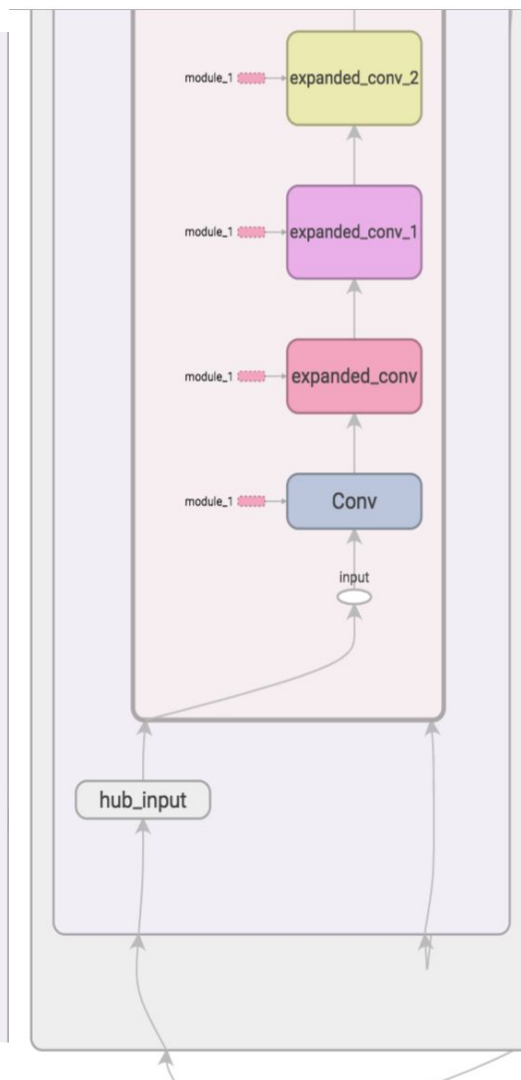 module_1 expanded_conv_2
module_1 expanded_conv_1
module_1 expanded_conv
module_1 Conv
input
hub_input